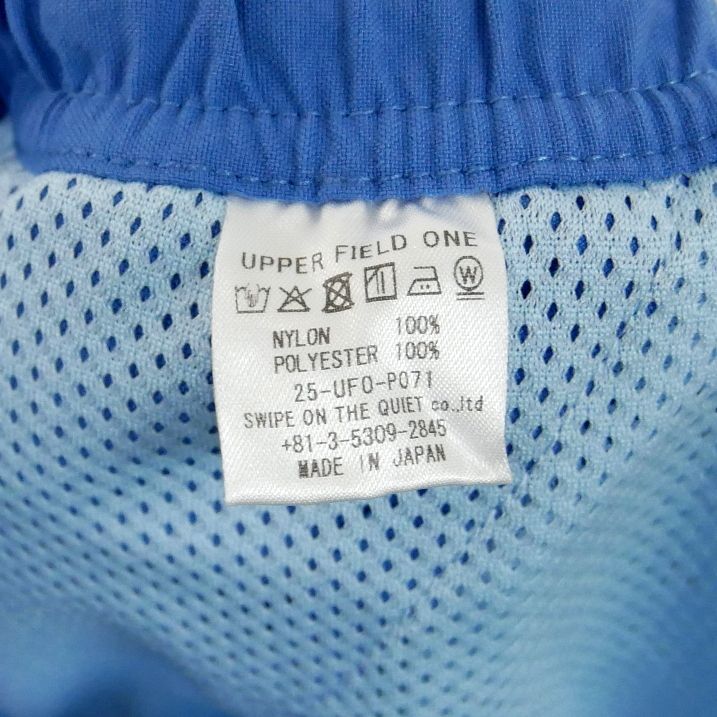 UPPER FIELD ONE
W
NYLON 100%
POLYESTER 100%
25-UFO-P071
SWIPE ON THE QUIET co.,ltd
+81-3-5309-2845
MADE IN JAPAN